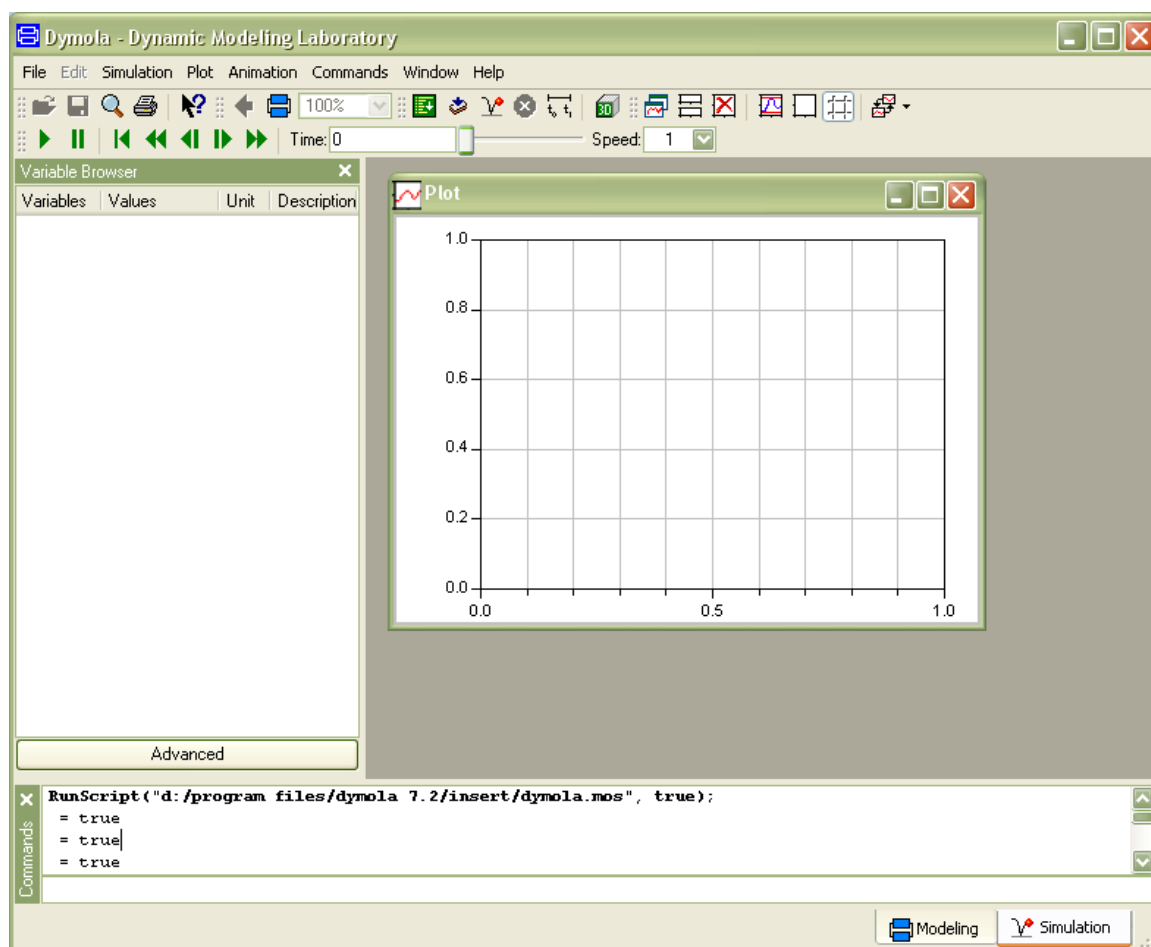 Dymola - Dynamic Modeling Laboratory
File Edit Simulation Plot Animation Commands Window Help
100% 3D
Time: 0 Speed: 1
Variable Browser
Variables Values Unit Description
Plot
1.0
0.8
0.6
0.4
0.2
0.0
0.0 0.5 1.0
Advanced
Commands
RunScript("d:/program files/dymola 7.2/insert/dymola.mos", true);
= true
= true
= true
Modeling Simulation